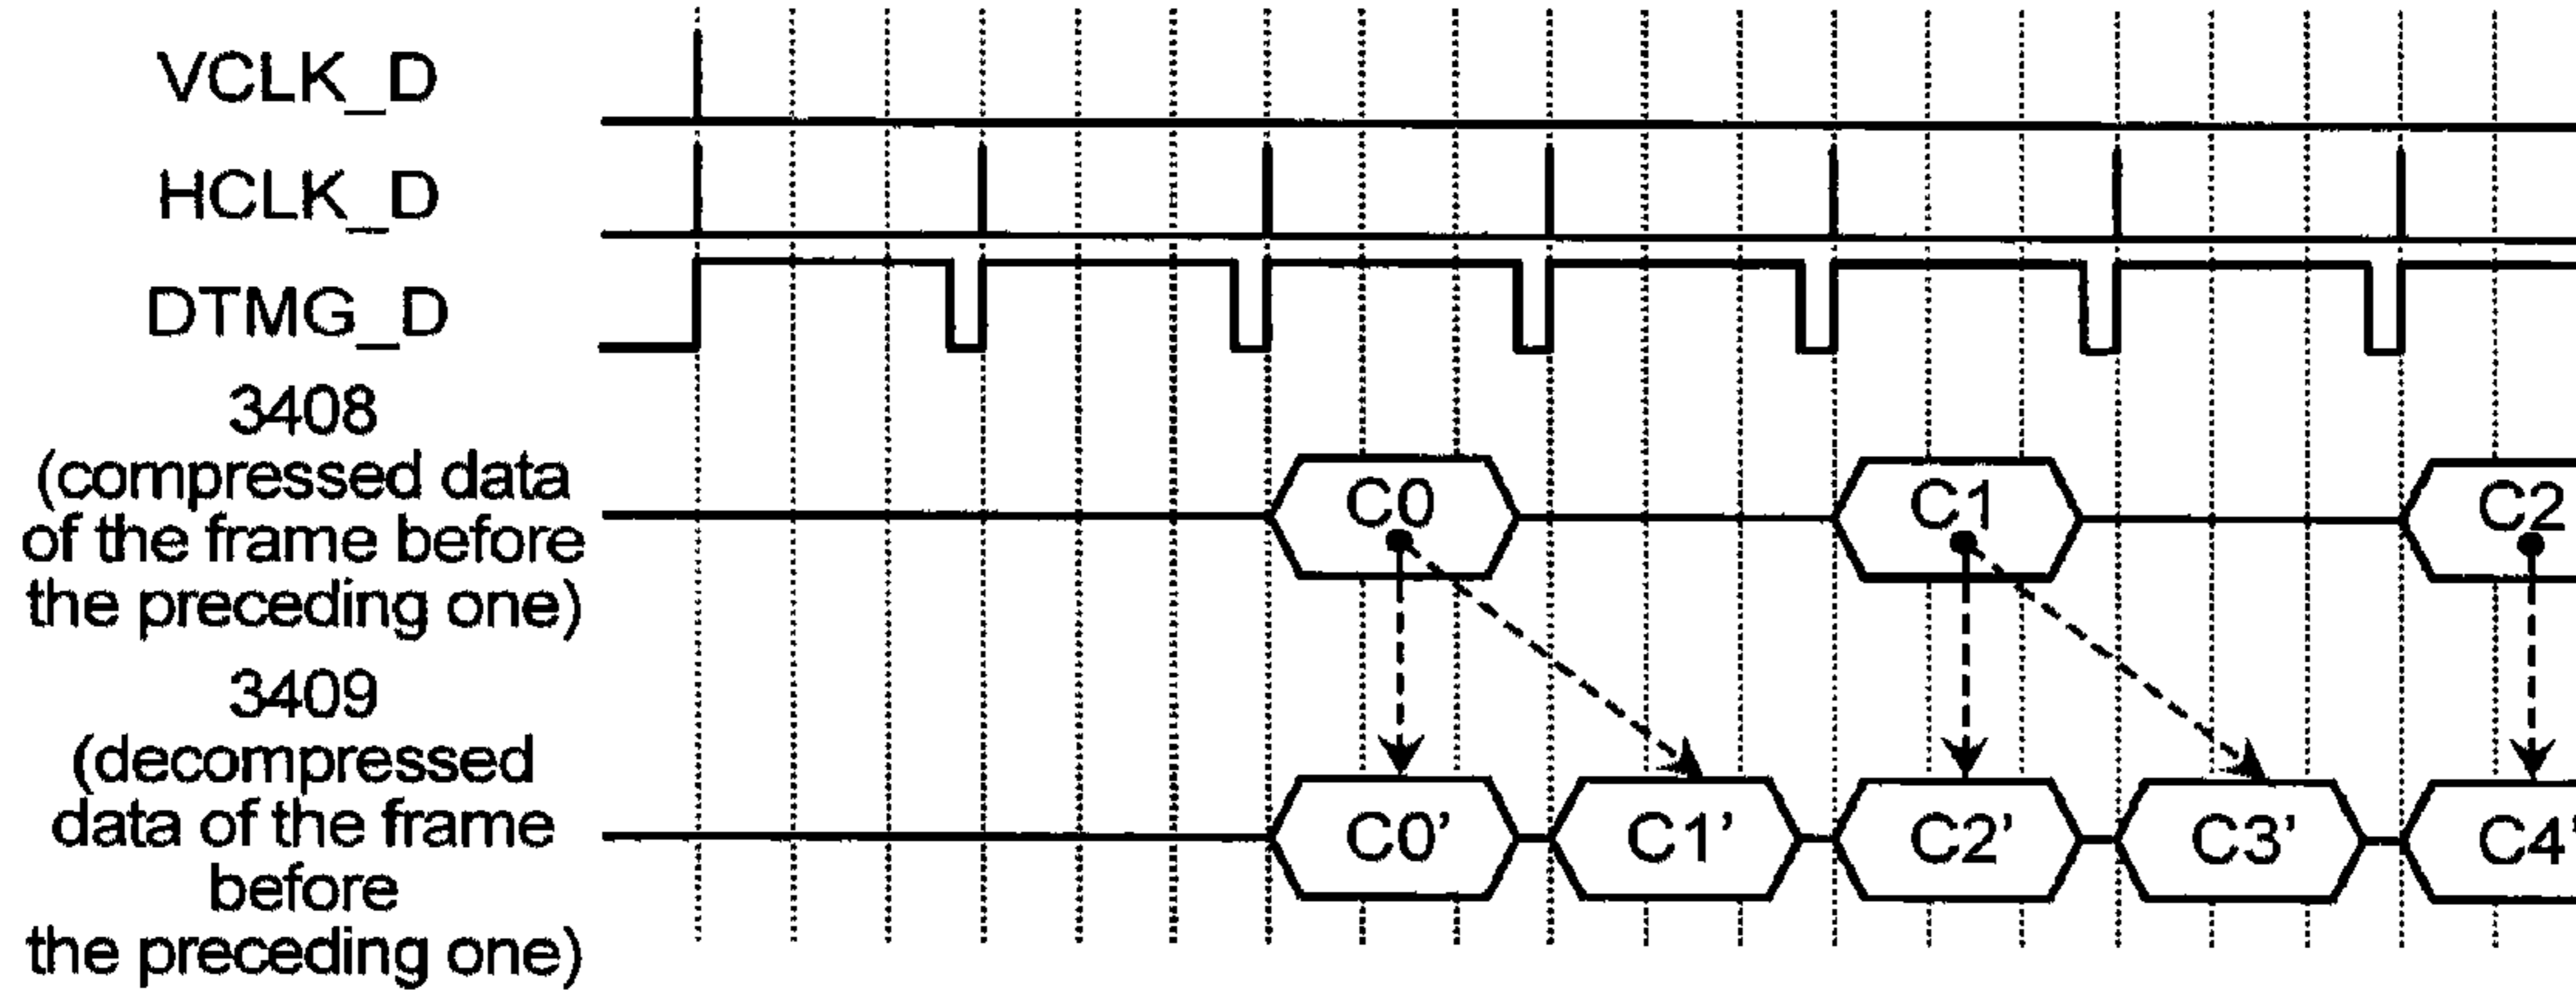 VCLK_D
HCLK_D
DTMG_D
3408
(compressed data
of the frame before
the preceding one)
C0
C1
C2
3409
(decompressed
data of the frame
before
the preceding one)
C0'
C1'
C2'
C3'
C4'